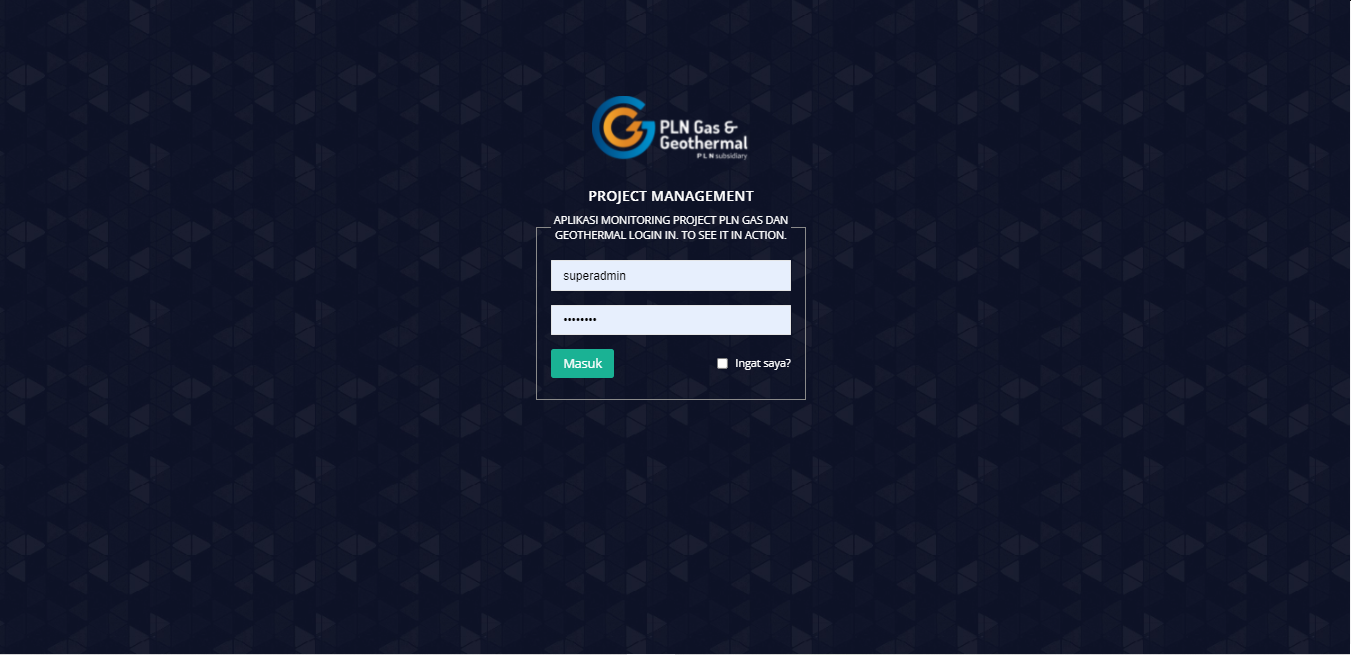 PLN Gas &
Geothermal
PLN subsidiary
PROJECT MANAGEMENT
APLIKASI MONITORING PROJECT PLN GAS DAN
GEOTHERMAL LOGIN IN. TO SEE IT IN ACTION.
superadmin
••••••••
Masuk
Ingat saya?